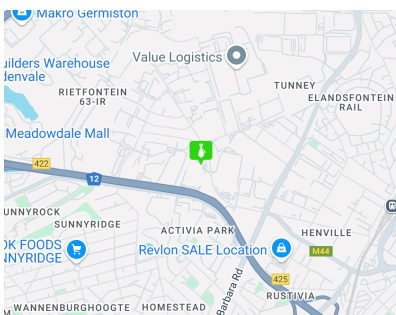 Makro Germiston
uilders Warehouse
denvale
Value Logistics
TUNNEY
RIETFONTEIN
63-IR
ELANDSFONTEIN
RAIL
Meadowdale Mall
422
12
UNNYROCK
SUNNYRIDGE
ACTIVIA PARK
HENVILLE
OK FOODS
NNYRIDGE
Revlon SALE Location
M44
425
Barbara Rd
RUSTIVIA
WANNENBURGHOOGTE
HOMESTEAD